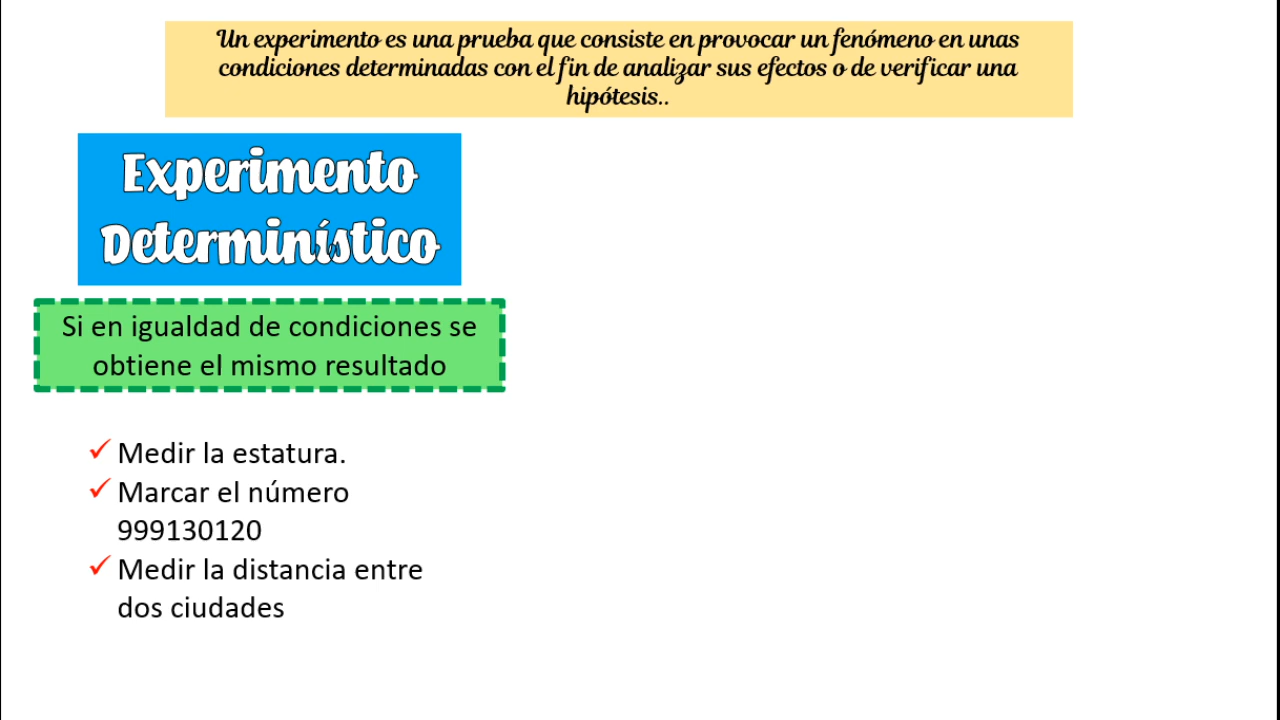 Un experimento es una prueba que consiste en provocar un fenómeno en unas
condiciones determinadas con el fin de analizar sus efectos o de verificar una
hipótesis..
Experimento
Determinístico
Si en igualdad de condiciones se
obtiene el mismo resultado
Medir la estatura.
Marcar el número
999130120
Medir la distancia entre
dos ciudades